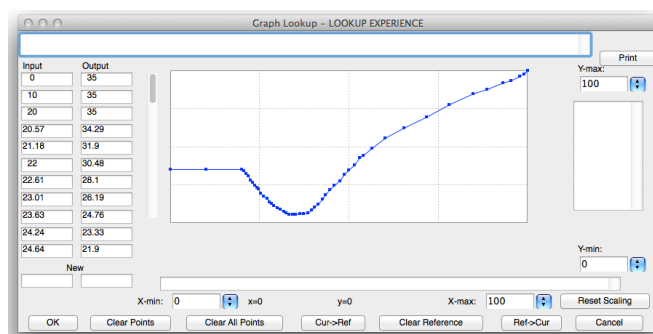 Graph Lookup - LOOKUP EXPERIENCE
Print
Input Output
Y-max:
0 35
100
10 35
20 35
20.57 34.29
21.18 31.9
22 30.48
22.61 28.1
23.01 26.19
23.63 24.76
24.24 23.33
24.64 21.9
Y-min:
0
New
X-min: 0 x=0 y=0 X-max: 100 Reset Scaling
OK Clear Points Clear All Points Cur->Ref Clear Reference Ref->Cur Cancel